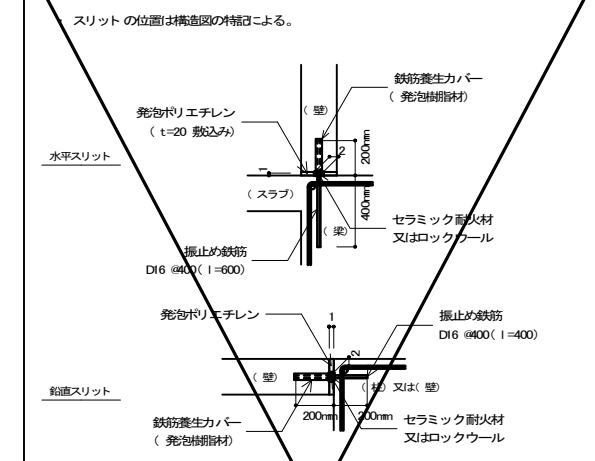 スリット の位置は構造図の特記による。
鉄筋養生カバー
( 発泡樹脂材)
( 壁)
発泡ポリエチレン
( t=20 敷込み)
200mm
2
水平スリット
1
( スラブ)
400mm
セラミック耐火材
又はロックウール
( 梁)
振止め鉄筋
D16 @400( l=600)
発泡ポリエチレン
1
振止め鉄筋
D16 @400( l=400)
2
( 壁)
( 柱) 又は( 壁)
鉛直スリット
200mm
200mm
鉄筋養生カバー
( 発泡樹脂材)
セラミック耐火材
又はロックウール